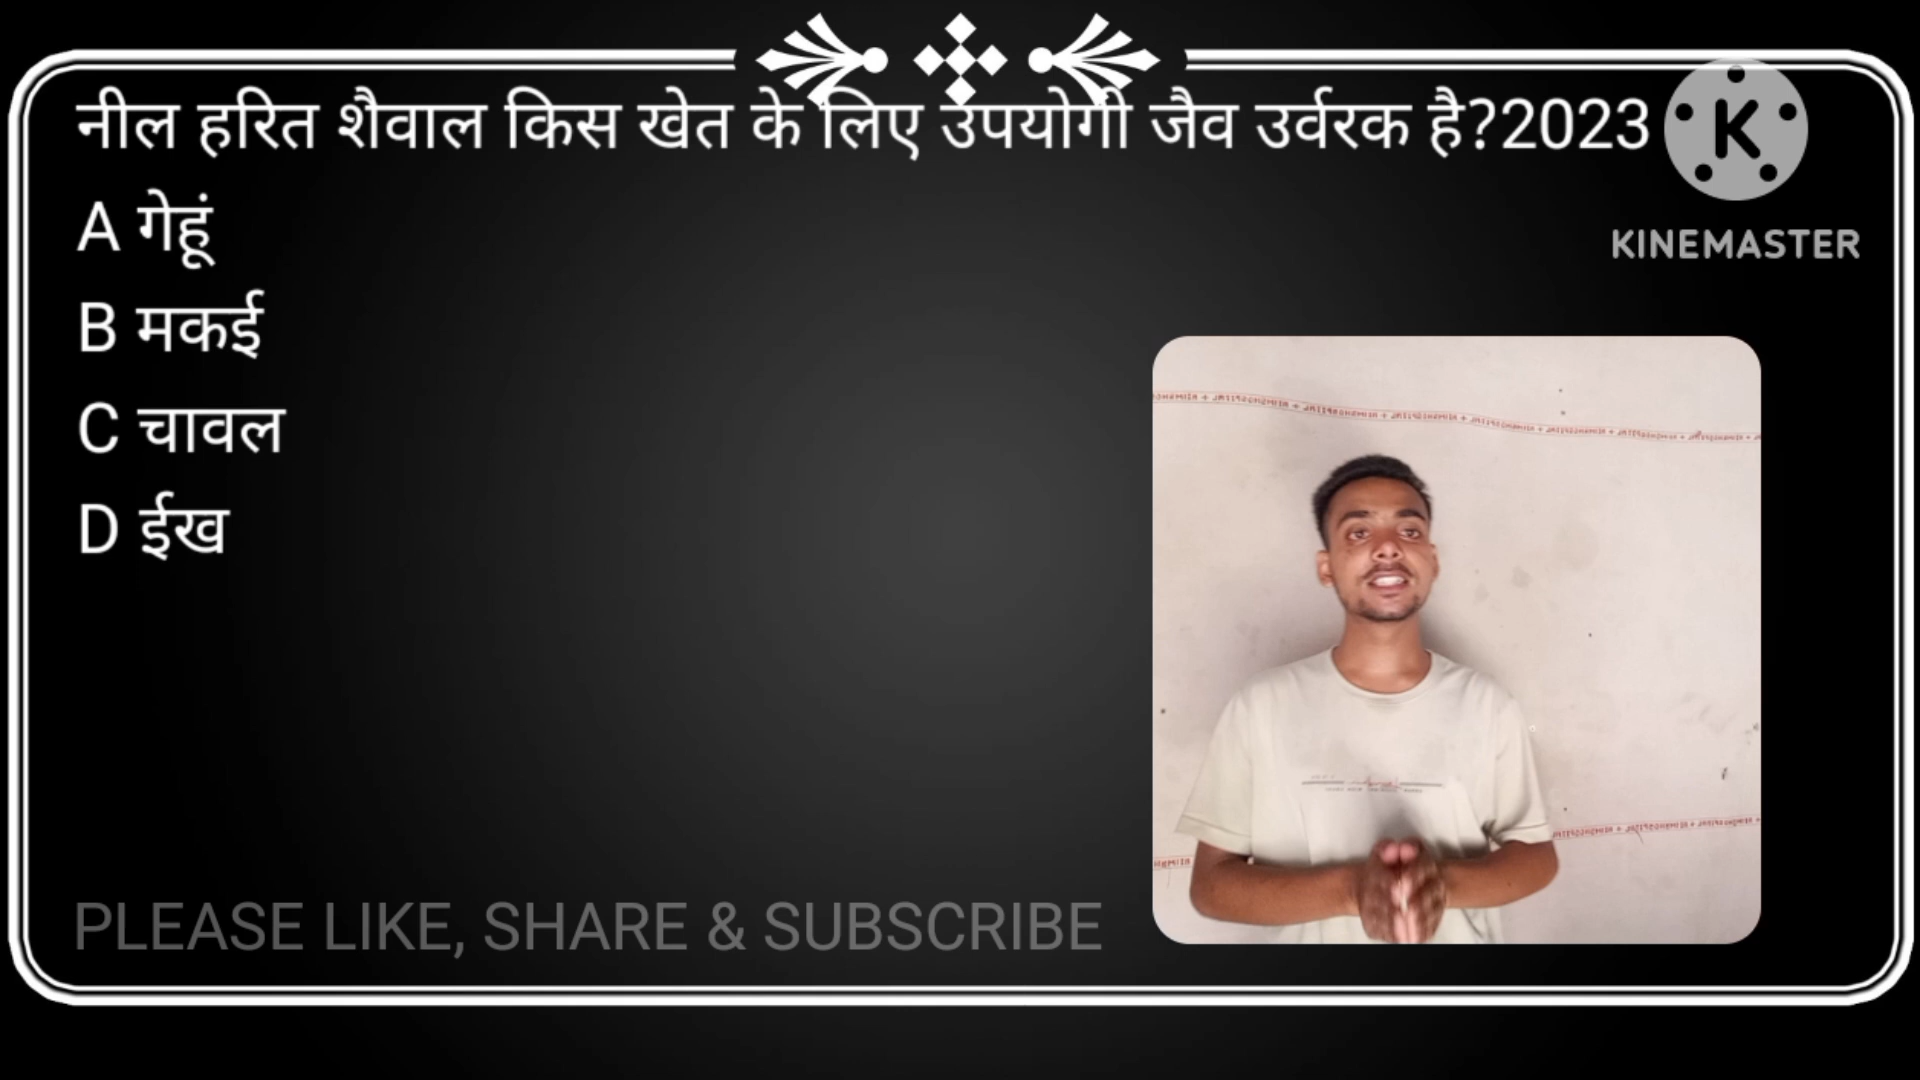 नील हरित शैवाल किस खेत के लिए उपयोगी जैव उर्वरक है?2023
A गेहूं
B मकई
C चावल
D ईख
KINEMASTER
PLEASE LIKE, SHARE & SUBSCRIBE